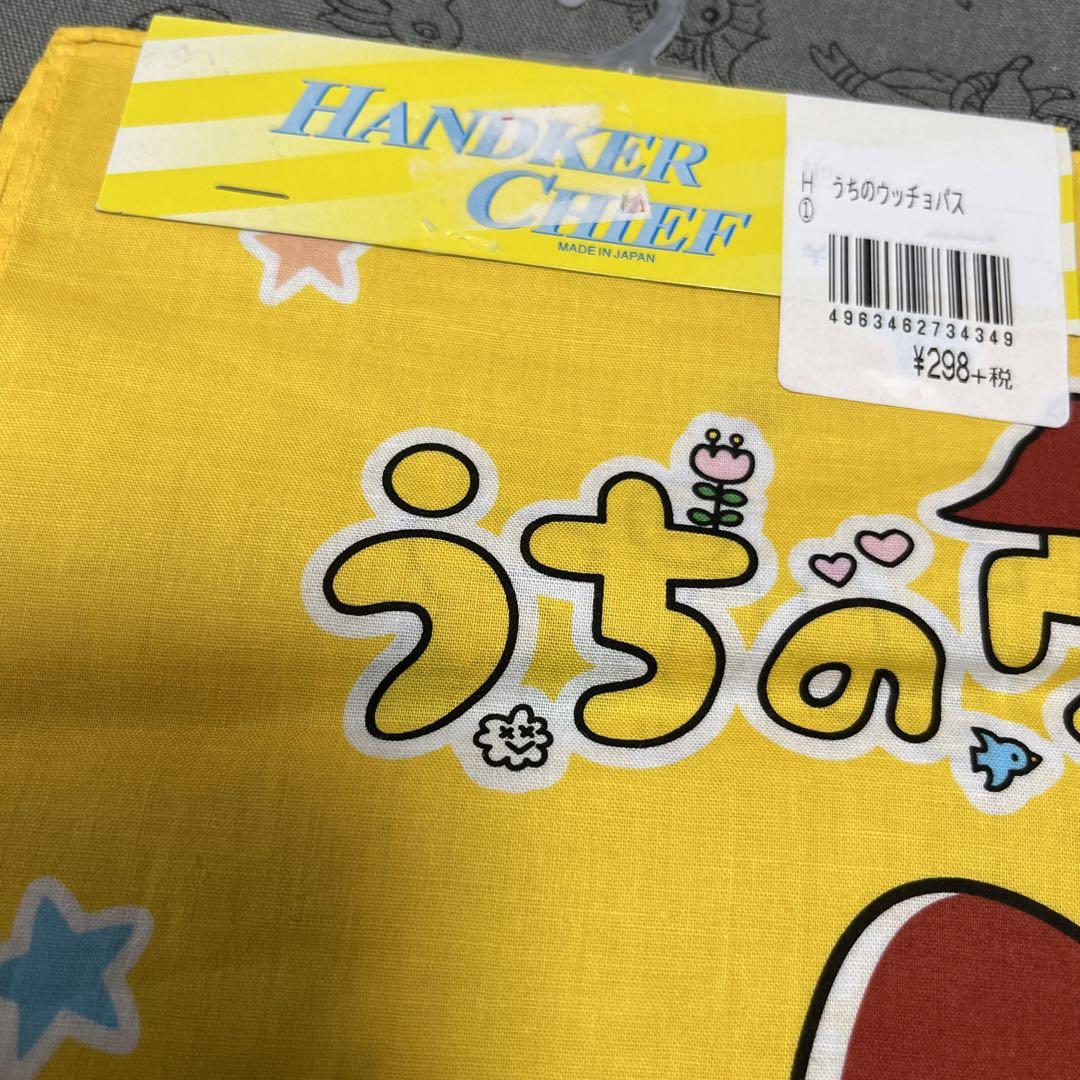 HANDKER
CHIEF
MADE IN JAPAN
H うちのウッチョパス
①
4963462734349
¥298+税
うちのウ